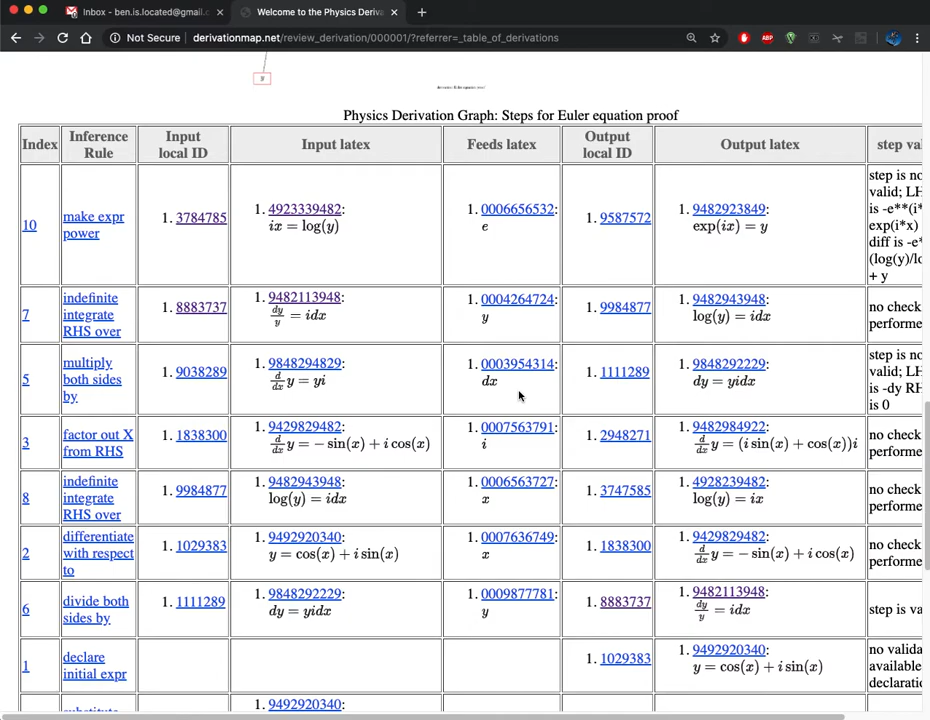 Inbox - ben.is.located@gmail.c
Welcome to the Physics Deriva
Not Secure
derivationmap.net/review_derivation/000001/?referrer=_table_of_derivations
ABP
y
Physics Derivation Graph: Steps for Euler equation proof
Index Inference Rule Input local ID Input latex Feeds latex Output local ID Output latex step val
10 make expr power 1. 3784785 1. 4923339482: ix = log(y) 1. 0006656532: e 1. 9587572 1. 9482923849: exp(ix) = y step is no valid; LH is -e**(i* exp(i*x) diff is -e* (log(y)/lo + y
7 indefinite integrate RHS over 1. 8883737 1. 9482113948: dy/y = idx 1. 0004264724: y 1. 9984877 1. 9482943948: log(y) = idx no check performe
5 multiply both sides by 1. 9038289 1. 9848294829: d/dx y = yi 1. 0003954314: dx 1. 1111289 1. 9848292229: dy = yidx step is no valid; LH is -dy RH is 0
3 factor out X from RHS 1. 1838300 1. 9429829482: d/dx y = − sin(x) + i cos(x) 1. 0007563791: i 1. 2948271 1. 9482984922: d/dx y = (i sin(x) + cos(x))i no check performe
8 indefinite integrate RHS over 1. 9984877 1. 9482943948: log(y) = idx 1. 0006563727: x 1. 3747585 1. 4928239482: log(y) = ix no check performe
2 differentiate with respect to 1. 1029383 1. 9492920340: y = cos(x) + i sin(x) 1. 0007636749: x 1. 1838300 1. 9429829482: d/dx y = − sin(x) + i cos(x) no check performe
6 divide both sides by 1. 1111289 1. 9848292229: dy = yidx 1. 0009877781: y 1. 8883737 1. 9482113948: dy/y = idx step is va
1 declare initial expr 1. 1029383 1. 9492920340: y = cos(x) + i sin(x) no valida available declaratio
1. 9492920340: